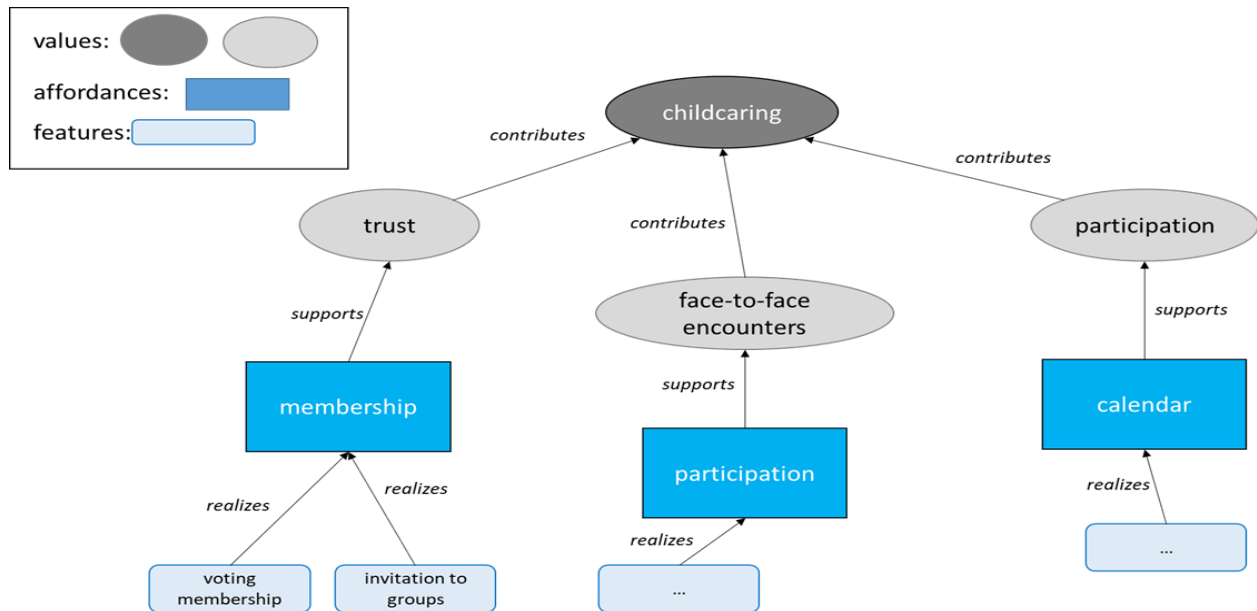 values:
affordances:
features:
childcaring
contributes
contributes
contributes
trust
participation
face-to-face
encounters
supports
supports
supports
membership
calendar
participation
realizes
realizes
realizes
realizes
voting
membership
invitation to
groups
...
...